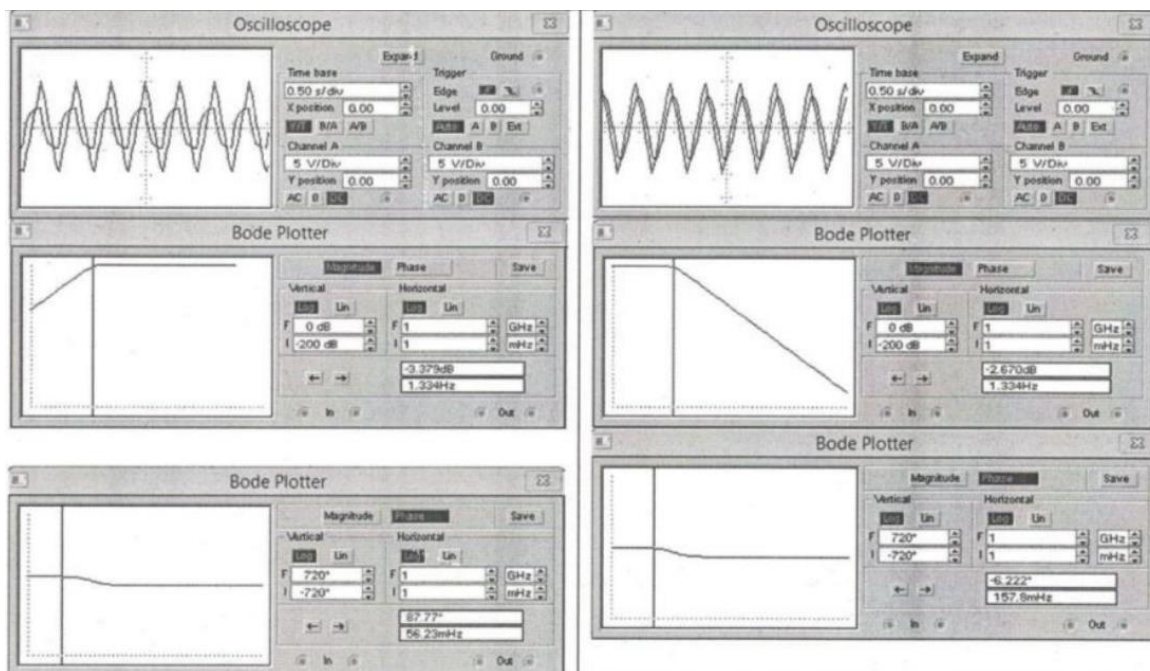 Oscilloscope
Expand
Ground
Time base
Trigger
0.50 s/div
Edge
X position 0.00
Level 0.00
Y/T B/A A/B
Auto A B Ext
Channel A
Channel B
5 V/Div
5 V/Div
Y position 0.00
Y position 0.00
AC 0 DC
AC 0 DC
Bode Plotter
Magnitude Phase Save
Vertical Horizontal
Log Lin Log Lin
F 0 dB F 1 GHz
I -200 dB I 1 mHz
-3.379dB
1.334Hz
In Out
Bode Plotter
Magnitude Phase Save
Vertical Horizontal
Log Lin Log Lin
F 720° F 1 GHz
I -720° I 1 mHz
87.77°
56.23mHz
In Out
Oscilloscope
Expand
Ground
Time base
Trigger
0.50 s/div
Edge
X position 0.00
Level 0.00
Y/T B/A A/B
Auto A B Ext
Channel A
Channel B
5 V/Div
5 V/Div
Y position 0.00
Y position 0.00
AC 0 DC
AC 0 DC
Bode Plotter
Magnitude Phase Save
Vertical Horizontal
Log Lin Log Lin
F 0 dB F 1 GHz
I -200 dB I 1 mHz
-2.670dB
1.334Hz
In Out
Bode Plotter
Magnitude Phase Save
Vertical Horizontal
Log Lin Log Lin
F 720° F 1 GHz
I -720° I 1 mHz
-6.222°
157.8mHz
In Out